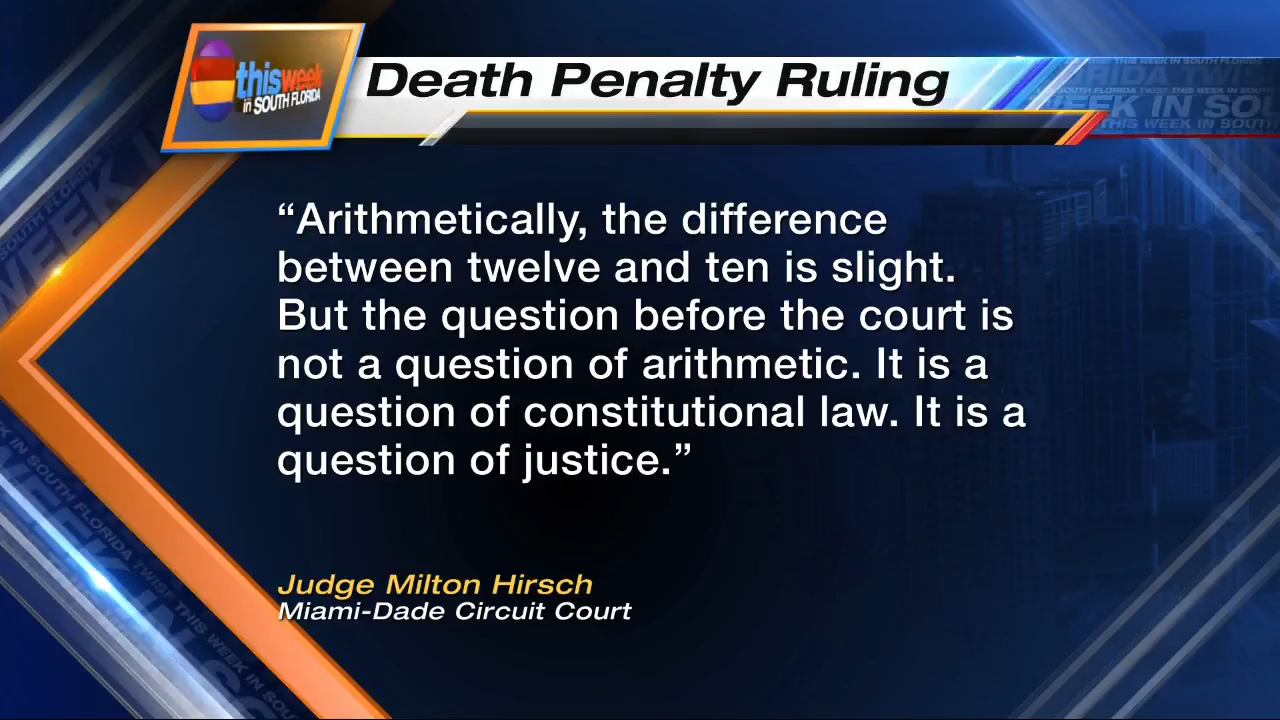 this week
in SOUTH FLORIDA
Death Penalty Ruling
“Arithmetically, the difference
between twelve and ten is slight.
But the question before the court is
not a question of arithmetic. It is a
question of constitutional law. It is a
question of justice.”
Judge Milton Hirsch
Miami-Dade Circuit Court